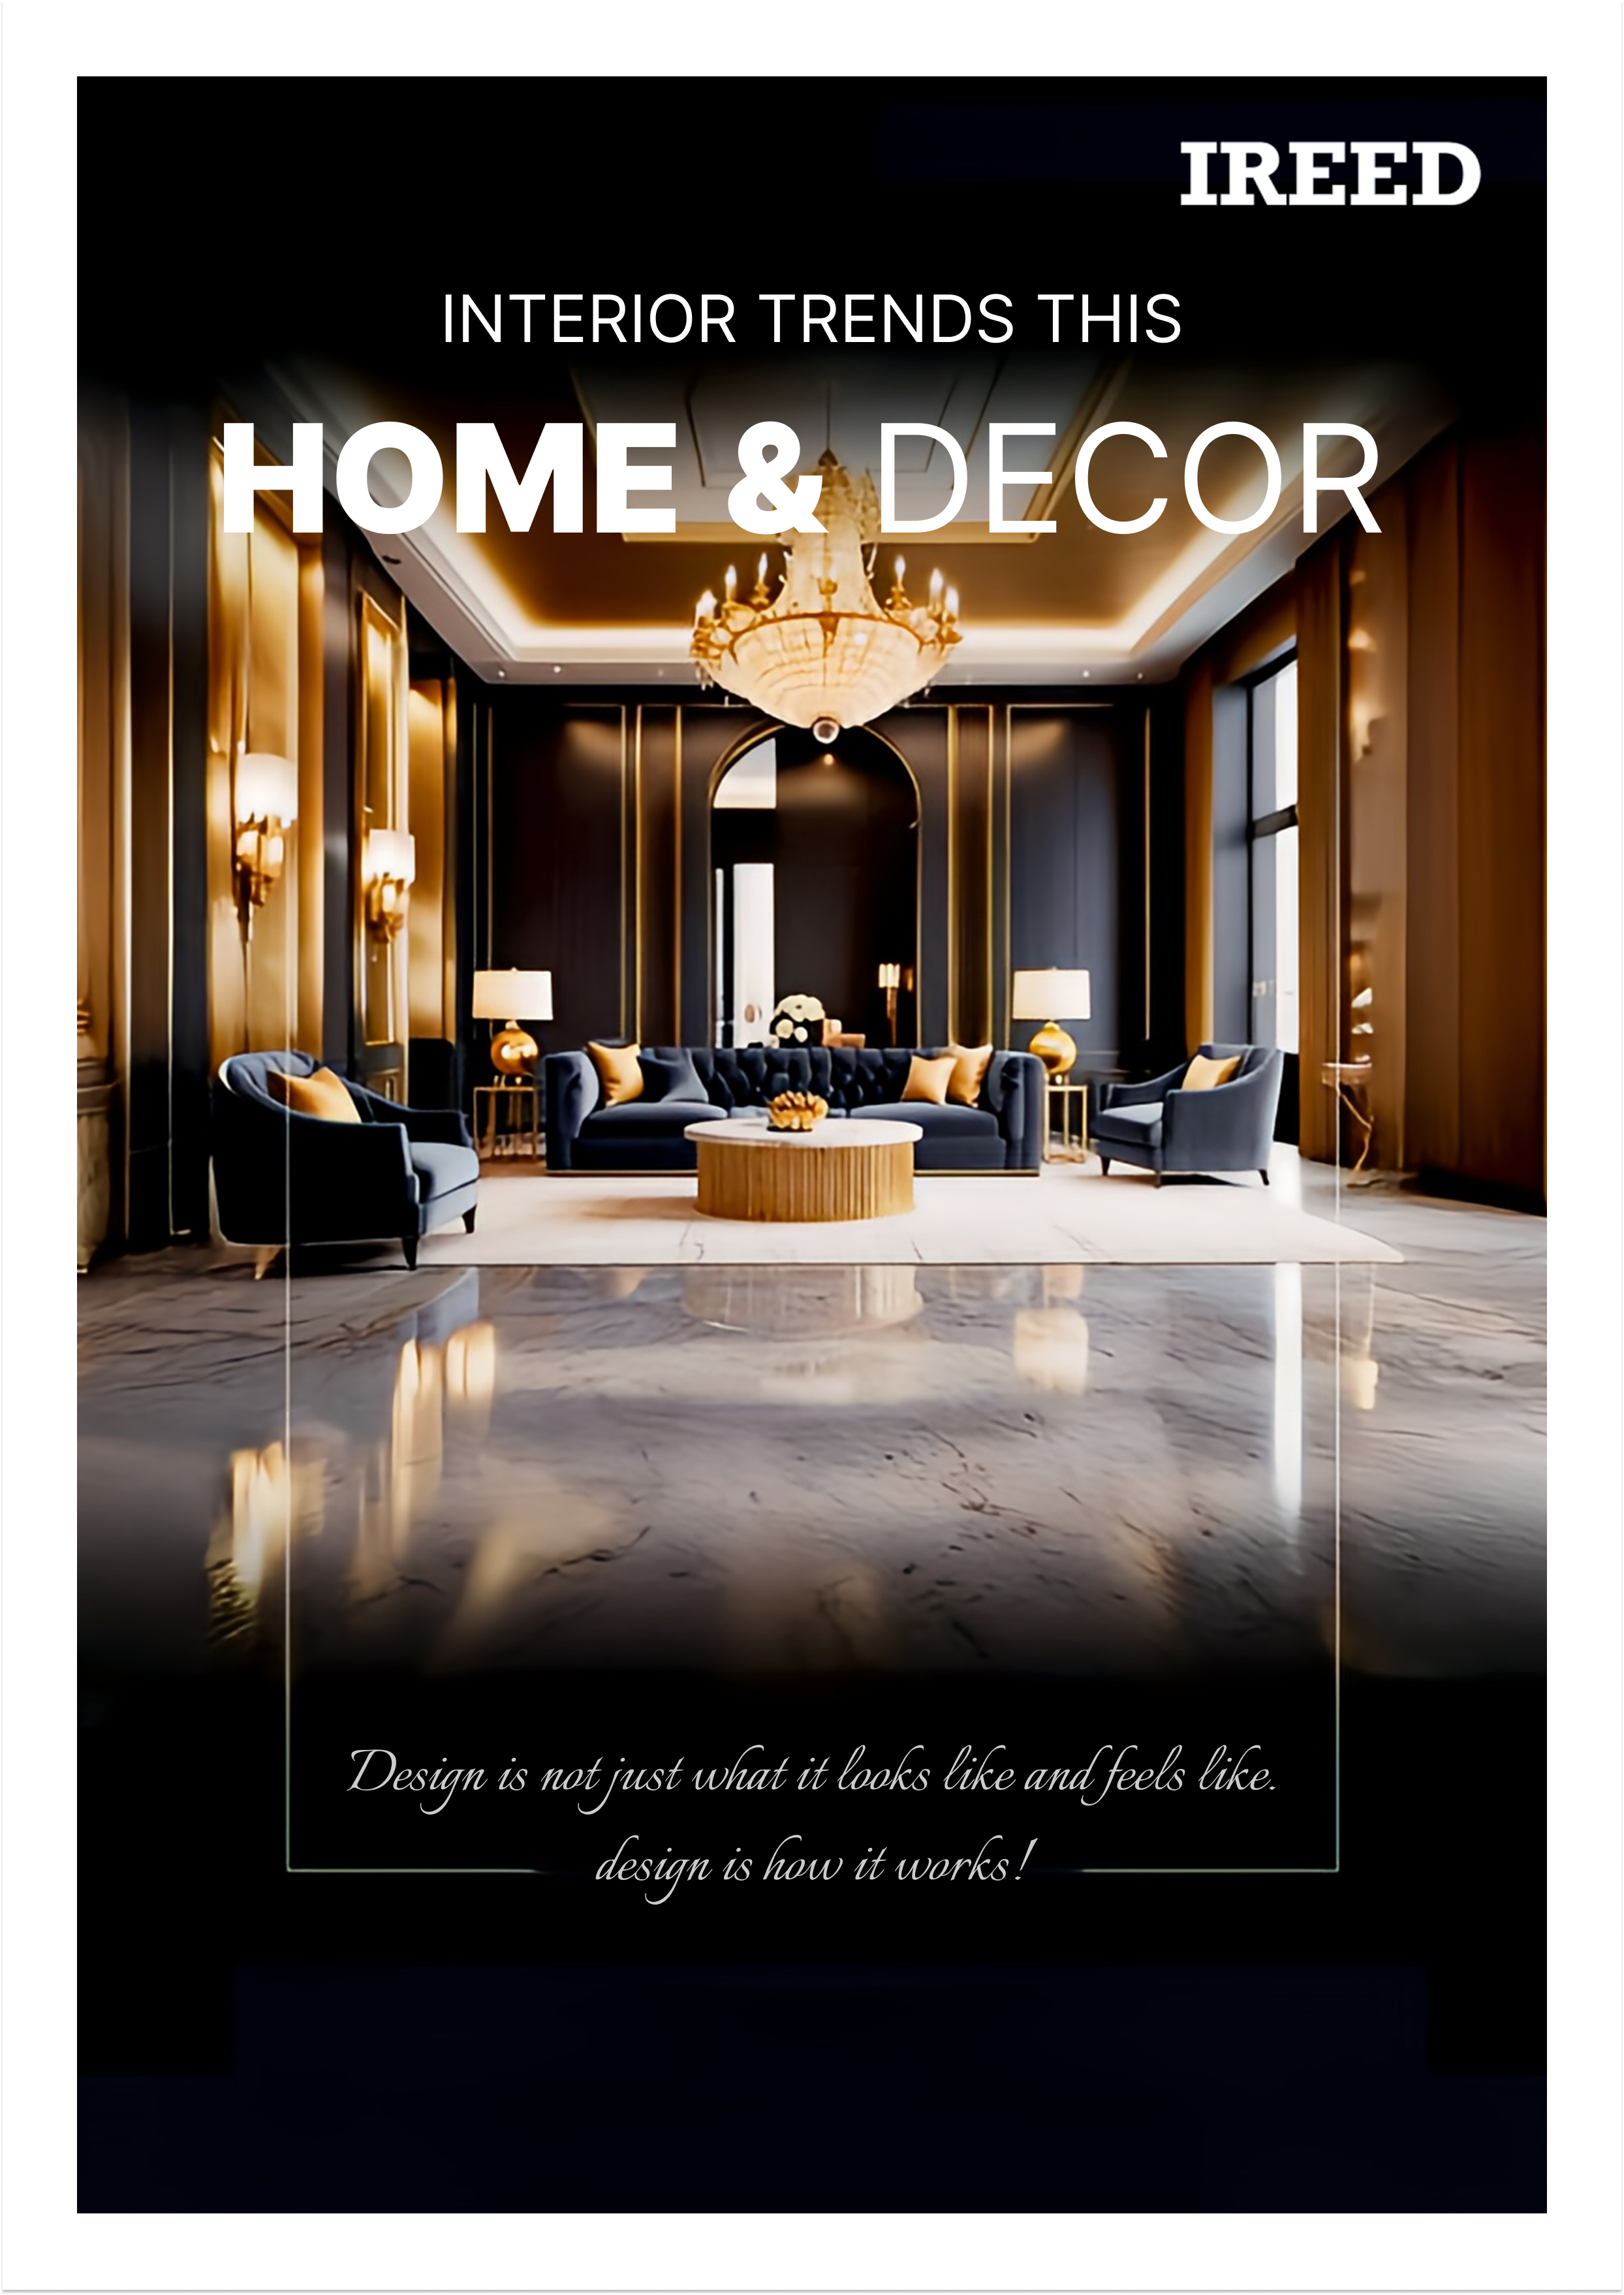 IREED
INTERIOR TRENDS THIS
HOME & DECOR
Design is not just what it looks like and feels like.
design is how it works!